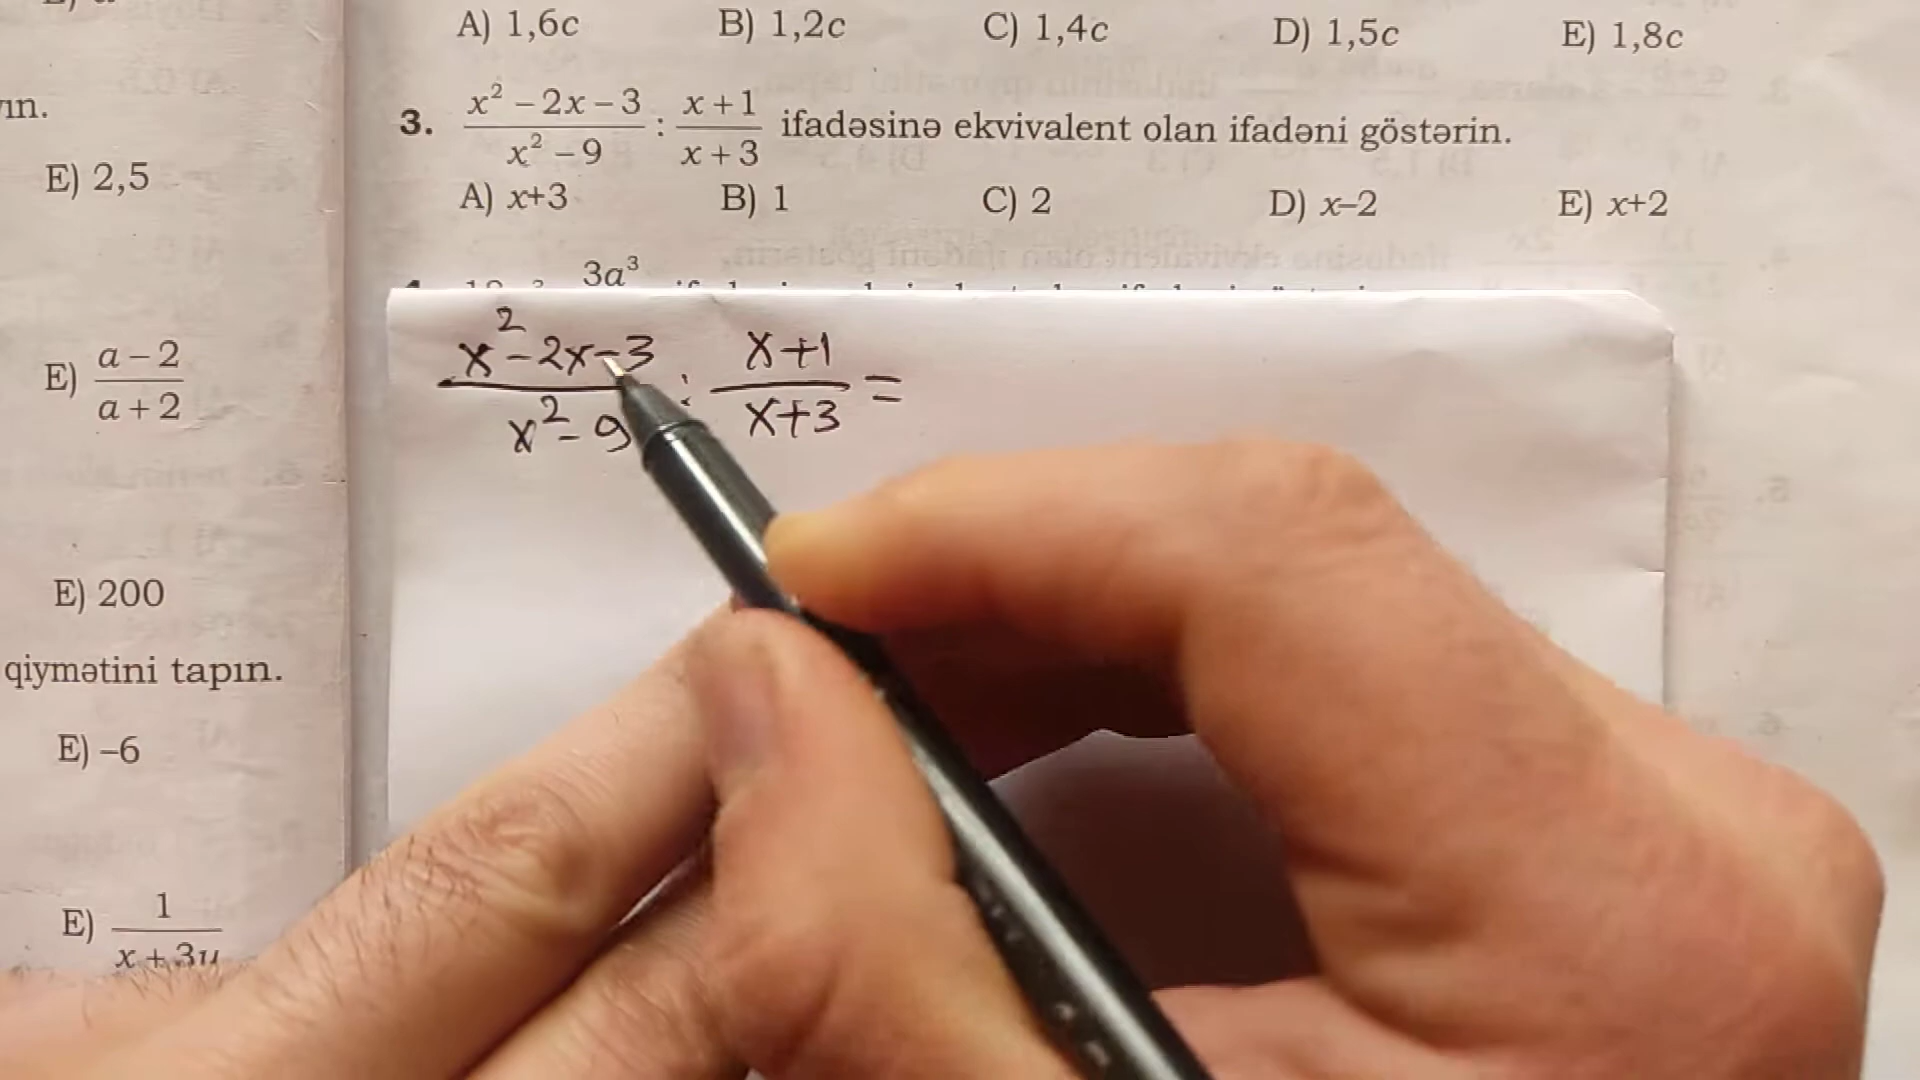 A) 1,6c B) 1,2c C) 1,4c D) 1,5c E) 1,8c
3. (x² – 2x – 3)/(x² – 9) : (x + 1)/(x + 3) ifadəsinə ekvivalent olan ifadəni göstərin.
A) x+3 B) 1 C) 2 D) x–2 E) x+2
3a³
x² - 2x - 3 / x² - 9 : x+1 / x+3 =
ın.
E) 2,5
E) (a – 2)/(a + 2)
E) 200
qiymətini tapın.
E) –6
E) 1/(x + 3y